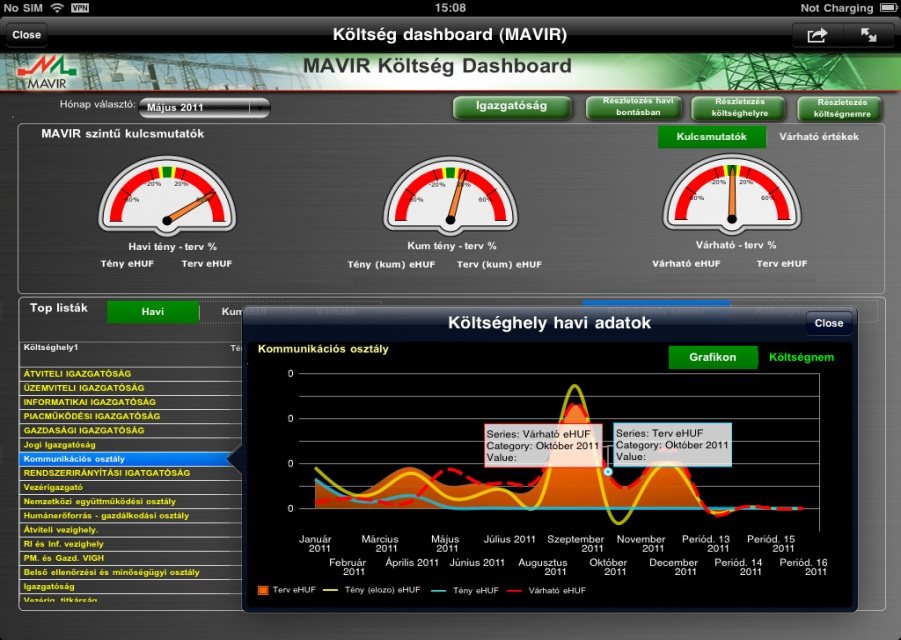 No SIM VPN 15:08 Not Charging
Close Költség dashboard (MAVIR)
MAVIR MAVIR Költség Dashboard
Hónap választó: Május 2011 Igazgatóság Részletezés havi bontásban Részletezés költséghelyre Részletezés költségnemre
MAVIR szintű kulcsmutatók Kulcsmutatók Várható értékek
-20% 20% 60%
-20% 20% 60%
-20% 20% 60%
Havi tény - terv % Kum tény - terv % Várható - terv %
Tény eHUF Terv eHUF Tény (kum) eHUF Terv (kum) eHUF Várható eHUF Terv eHUF
Top listák Havi
Költséghely1
ÁTVITELI IGAZGATÓSÁG
ÜZEMVITELI IGAZGATÓSÁG
INFORMATIKAI IGAZGATÓSÁG
PIACMŰKÖDÉSI IGAZGATÓSÁG
GAZDASÁGI IGAZGATÓSÁG
Jogi Igazgatóság
Kommunikációs osztály
RENDSZERIRÁNYÍTÁSI IGATGATÓSÁG
Vezérigazgató
Nemzetközi együttműködési osztály
Humánerőforrás - gazdálkodási osztály
Átviteli vezighely.
RI és Inf. vezighely
PM. és Gazd. VIGH
Belső ellenőrzési és minőségügyi osztály
Igazgatóság
Vezérig. titkárság
Költséghely havi adatok Close
Kommunikációs osztály Grafikon Költségnem
0
0
0
0
Series: Várható eHUF
Category: Október 2011
Value:
Series: Terv eHUF
Category: Október 2011
Value:
Január 2011 Március 2011 Május 2011 Július 2011 Szeptember 2011 November 2011 Periód. 13 2011 Periód. 15 2011
Február 2011 Április 2011 Június 2011 Augusztus 2011 Október 2011 December 2011 Periód. 14 2011 Periód. 16 2011
Terv eHUF Tény (elozo) eHUF Tény eHUF Várható eHUF